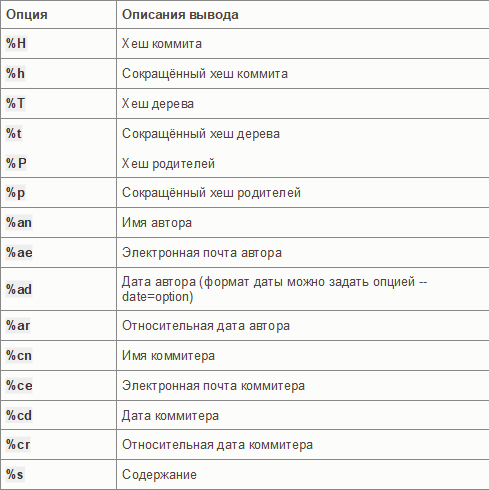 Опция Описания вывода
%H Хеш коммита
%h Сокращённый хеш коммита
%T Хеш дерева
%t Сокращённый хеш дерева
%P Хеш родителей
%p Сокращённый хеш родителей
%an Имя автора
%ae Электронная почта автора
%ad Дата автора (формат даты можно задать опцией --
date=option)
%ar Относительная дата автора
%cn Имя коммитера
%ce Электронная почта коммитера
%cd Дата коммитера
%cr Относительная дата коммитера
%s Содержание